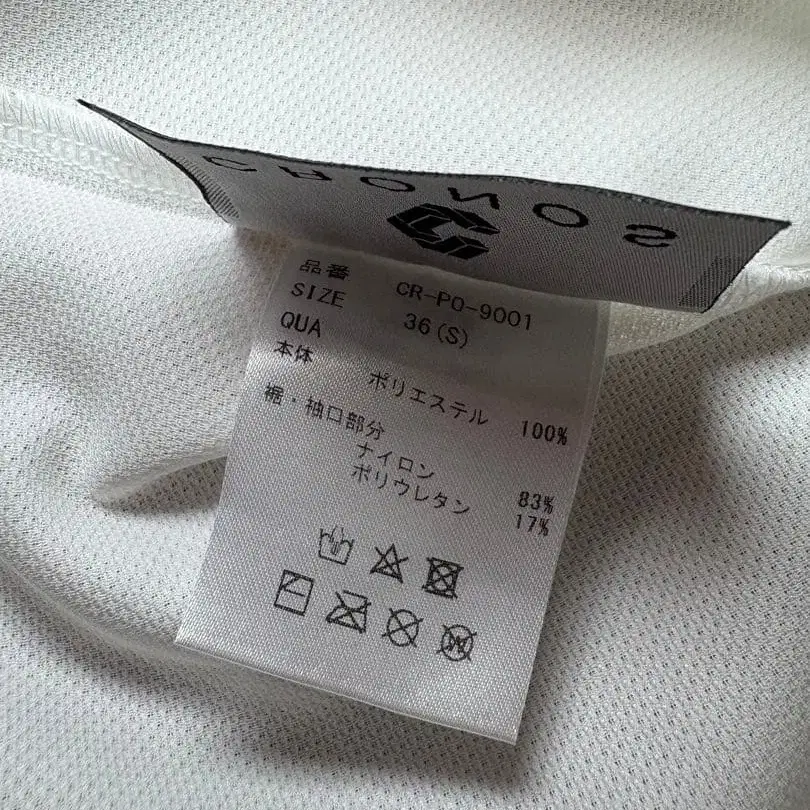 CRONOS
品番 CR-PO-9001
SIZE 36(S)
QUA
本体
ポリエステル 100%
裾・袖口部分
ナイロン 83%
ポリウレタン 17%